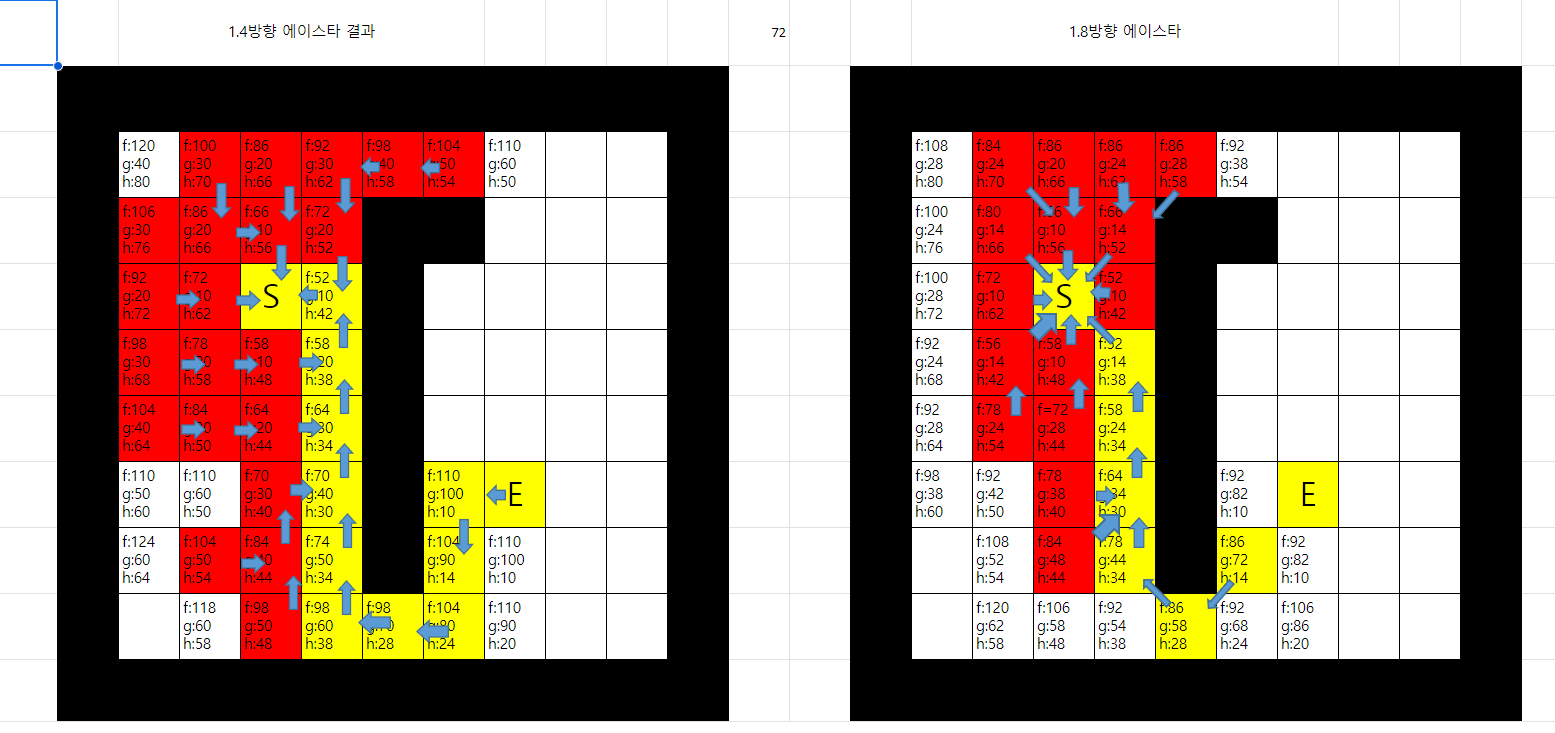 1.4방향 에이스타 결과
72
1.8방향 에이스타
f:120
g:40
h:80
f:100
g:30
h:70
f:86
g:20
h:66
f:92
g:30
h:62
f:98
g:40
h:58
f:104
g:50
h:54
f:110
g:60
h:50
f:106
g:30
h:76
f:86
g:20
h:66
f:66
g:10
h:56
f:72
g:20
h:52
f:92
g:20
h:72
f:72
g:10
h:62
S
f:52
g:10
h:42
f:98
g:30
h:68
f:78
g:20
h:58
f:58
g:10
h:48
f:58
g:20
h:38
f:104
g:40
h:64
f:84
h:50
f:64
g:20
h:44
f:64
g:30
h:34
f:110
g:50
h:60
f:110
g:60
h:50
f:70
g:30
h:40
f:70
g:40
h:30
f:110
g:100
h:10
E
f:124
g:60
h:64
f:104
g:50
h:54
f:84
g:40
h:44
f:74
g:50
h:34
f:104
g:90
h:14
f:110
g:100
h:10
f:118
g:60
h:58
f:98
g:50
h:48
f:98
g:60
h:38
f:98
g:70
h:28
f:104
g:80
h:24
f:110
g:90
h:20
f:108
g:28
h:80
f:84
g:24
h:70
f:86
g:20
h:66
f:86
g:24
h:62
f:86
g:28
h:58
f:92
g:38
h:54
f:100
g:24
h:76
f:80
g:14
h:66
f:66
g:10
h:56
f:66
g:14
h:52
f:100
g:28
h:72
f:72
g:10
h:62
S
f:52
g:10
h:42
f:92
g:24
h:68
f:56
g:14
h:42
f:58
g:10
h:48
f:52
g:14
h:38
f:92
g:28
h:64
f:78
g:24
h:54
f=72
g:28
h:44
f:58
g:24
h:34
f:98
g:38
h:60
f:92
g:42
h:50
f:78
g:38
h:40
f:64
g:34
h:30
f:92
g:82
h:10
E
f:108
g:52
h:54
f:84
g:48
h:44
f:78
g:44
h:34
f:86
g:72
h:14
f:92
g:82
h:10
f:120
g:62
h:58
f:106
g:58
h:48
f:92
g:54
h:38
f:86
g:58
h:28
f:92
g:68
h:24
f:106
g:86
h:20